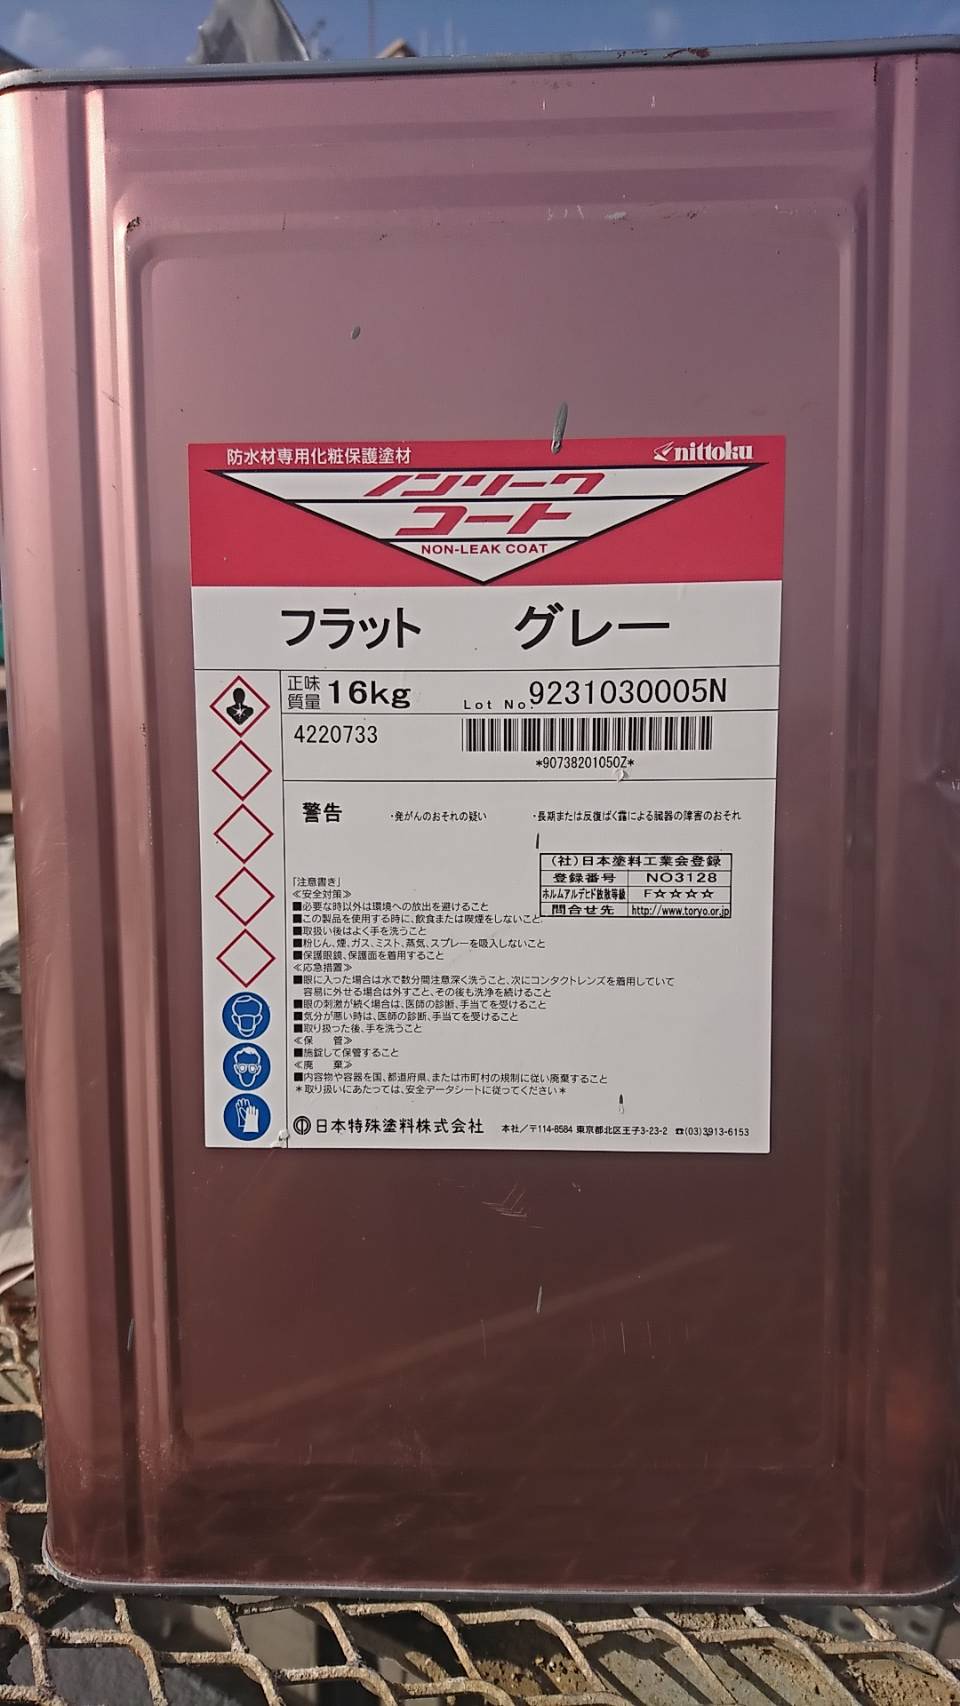 防水材専用化粧保護塗材
nittoku
ノンリーク
コート
NON-LEAK COAT
フラット グレー
正味質量 16kg Lot No. 9231030005N
4220733
*90738201050Z*
警告 ・発がんのおそれの疑い ・長期または反復ばく露による臓器の障害のおそれ
(社)日本塗料工業会登録
登録番号 NO3128
ホルムアルデヒド放散等級 F☆☆☆☆
問合せ先 http://www.toryo.or.jp
「注意書き」
≪安全対策≫
■必要な時以外は環境への放出を避けること
■この製品を使用する時に、飲食または喫煙をしないこと
■取扱い後はよく手を洗うこと
■粉じん、煙、ガス、ミスト、蒸気、スプレーを吸入しないこと
■保護眼鏡、保護面を着用すること
≪応急措置≫
■眼に入った場合は水で数分間注意深く洗うこと、次にコンタクトレンズを着用していて
容易に外せる場合は外すこと、その後も洗浄を続けること
■眼の刺激が続く場合は、医師の診断、手当てを受けること
■気分が悪い時は、医師の診断、手当てを受けること
■取り扱った後、手を洗うこと
≪保 管≫
■施錠して保管すること
≪廃 棄≫
■内容物や容器を国、都道府県、または市町村の規制に従い廃棄すること
＊取り扱いにあたっては、安全データシートに従ってください＊
日本特殊塗料株式会社 本社／〒114-8584 東京都北区王子3-23-2 ☎(03)3913-6153